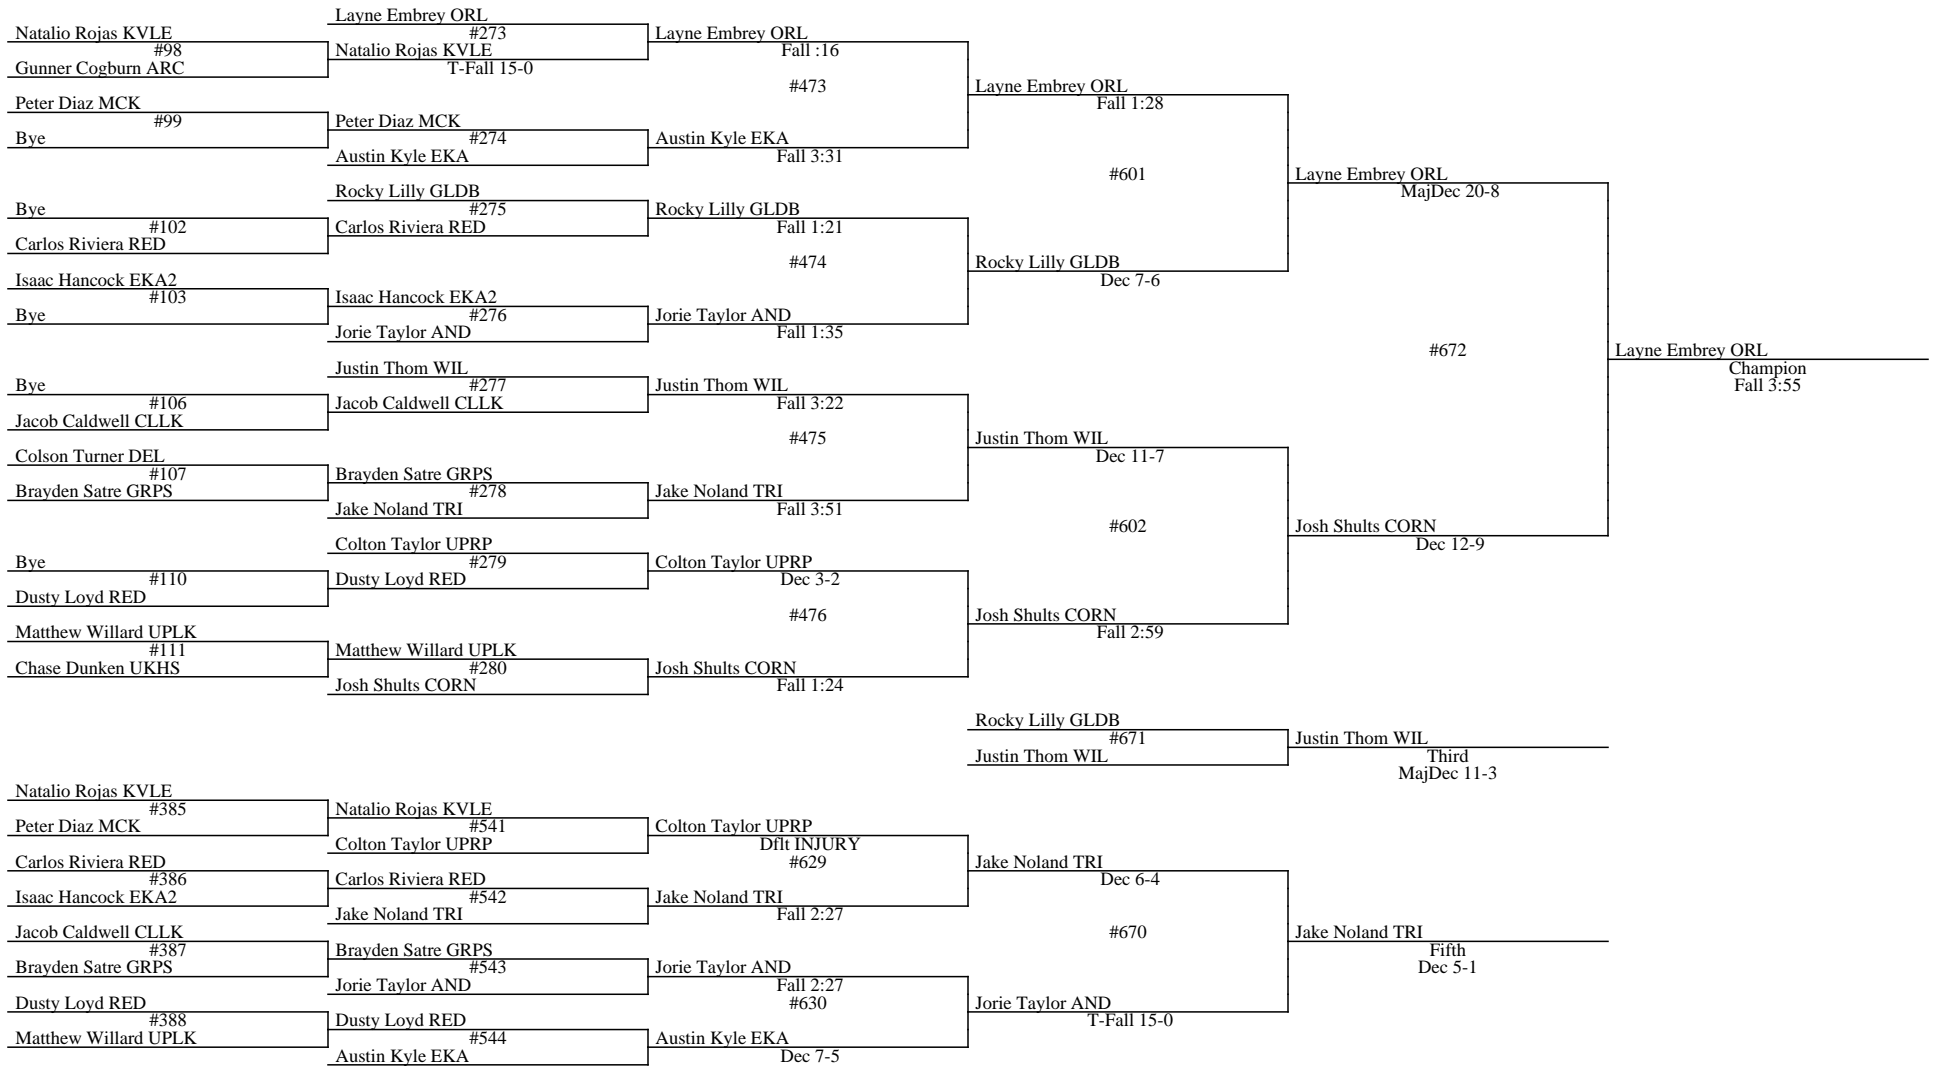 Layne Embrey ORL
Natalio Rojas KVLE
#273
Layne Embrey ORL
#98
Natalio Rojas KVLE
Fall :16
Gunner Cogburn ARC
T-Fall 15-0
#473
Layne Embrey ORL
Peter Diaz MCK
Fall 1:28
#99
Peter Diaz MCK
Bye
#274
Austin Kyle EKA
Austin Kyle EKA
Fall 3:31
#601
Layne Embrey ORL
Rocky Lilly GLDB
MajDec 20-8
Bye
#275
Rocky Lilly GLDB
#102
Carlos Riviera RED
Fall 1:21
Carlos Riviera RED
#474
Rocky Lilly GLDB
Isaac Hancock EKA2
Dec 7-6
#103
Isaac Hancock EKA2
Bye
#276
Jorie Taylor AND
Jorie Taylor AND
Fall 1:35
#672
Layne Embrey ORL
Justin Thom WIL
Champion
Bye
#277
Justin Thom WIL
Fall 3:55
#106
Jacob Caldwell CLLK
Fall 3:22
Jacob Caldwell CLLK
#475
Justin Thom WIL
Colson Turner DEL
Dec 11-7
#107
Brayden Satre GRPS
Brayden Satre GRPS
#278
Jake Noland TRI
Jake Noland TRI
Fall 3:51
#602
Josh Shults CORN
Colton Taylor UPRP
Dec 12-9
Bye
#279
Colton Taylor UPRP
#110
Dusty Loyd RED
Dec 3-2
Dusty Loyd RED
#476
Josh Shults CORN
Matthew Willard UPLK
Fall 2:59
#111
Matthew Willard UPLK
Chase Dunken UKHS
#280
Josh Shults CORN
Josh Shults CORN
Fall 1:24
Rocky Lilly GLDB
#671
Justin Thom WIL
Justin Thom WIL
Third
MajDec 11-3
Natalio Rojas KVLE
#385
Natalio Rojas KVLE
Peter Diaz MCK
#541
Colton Taylor UPRP
Colton Taylor UPRP
Dflt INJURY
Carlos Riviera RED
#629
Jake Noland TRI
#386
Carlos Riviera RED
Dec 6-4
Isaac Hancock EKA2
#542
Jake Noland TRI
Jake Noland TRI
Fall 2:27
Jacob Caldwell CLLK
#670
Jake Noland TRI
#387
Brayden Satre GRPS
Fifth
Brayden Satre GRPS
#543
Jorie Taylor AND
Dec 5-1
Jorie Taylor AND
Fall 2:27
Dusty Loyd RED
#630
Jorie Taylor AND
#388
Dusty Loyd RED
T-Fall 15-0
Matthew Willard UPLK
#544
Austin Kyle EKA
Austin Kyle EKA
Dec 7-5